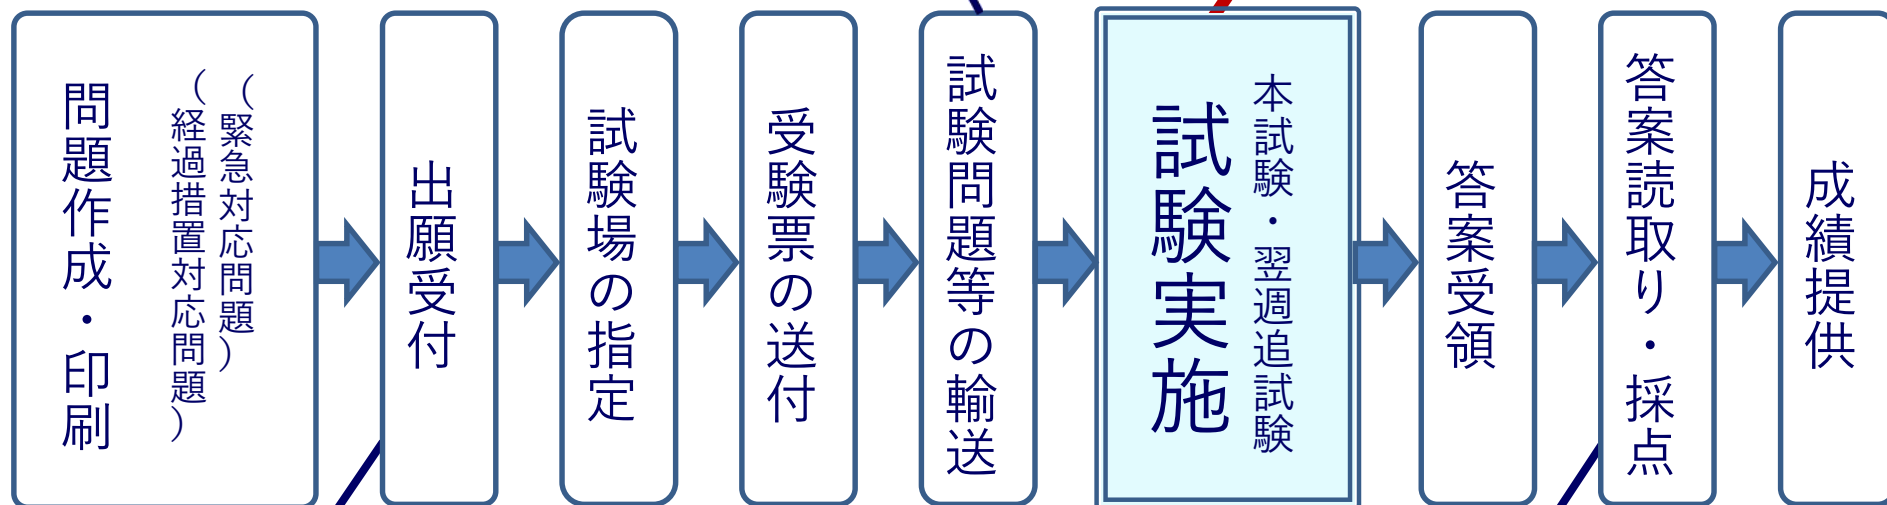 問題作成・印刷
（緊急対応問題）
（経過措置対応問題）
出願受付
試験場の指定
受験票の送付
試験問題等の輸送
本試験・翌週追試験
試験実施
答案受領
答案読取り・採点
成績提供